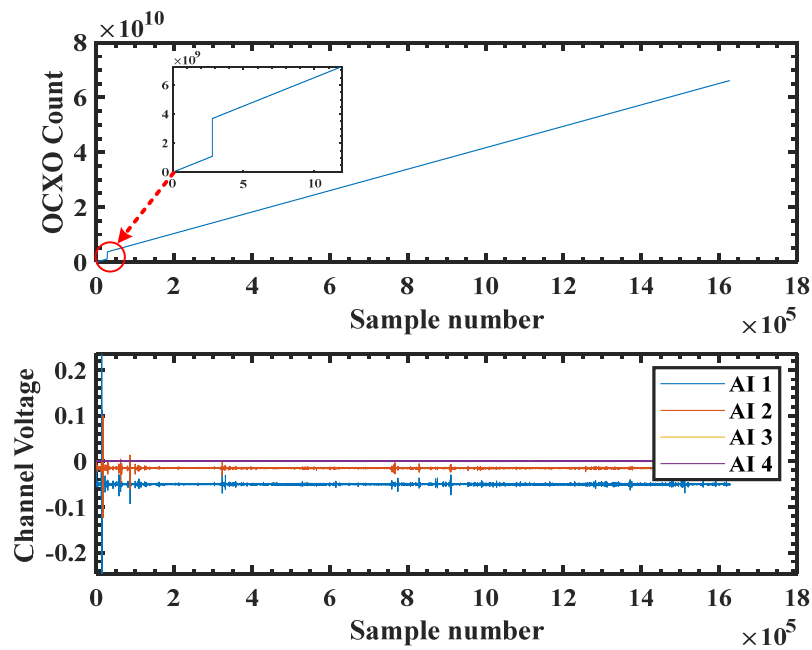 ×10¹⁰
8
6
4
2
0
OCXO Count
×10⁹
6
4
2
0
0 5 10
0 2 4 6 8 10 12 14 16 18
Sample number
×10⁵
0.2
0.1
0
-0.1
-0.2
Channel Voltage
AI 1
AI 2
AI 3
AI 4
0 2 4 6 8 10 12 14 16 18
Sample number
×10⁵